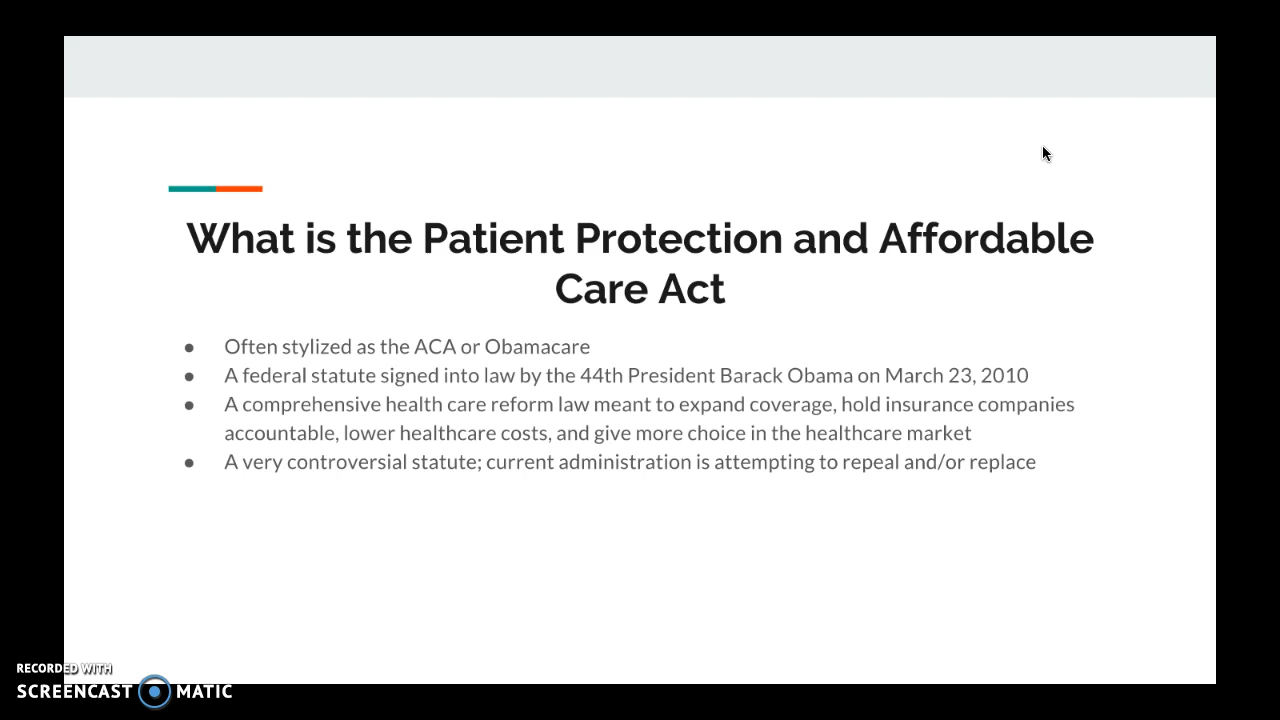 What is the Patient Protection and Affordable
Care Act
● Often stylized as the ACA or Obamacare
● A federal statute signed into law by the 44th President Barack Obama on March 23, 2010
● A comprehensive health care reform law meant to expand coverage, hold insurance companies
accountable, lower healthcare costs, and give more choice in the healthcare market
● A very controversial statute; current administration is attempting to repeal and/or replace
RECORDED WITH
SCREENCAST MATIC